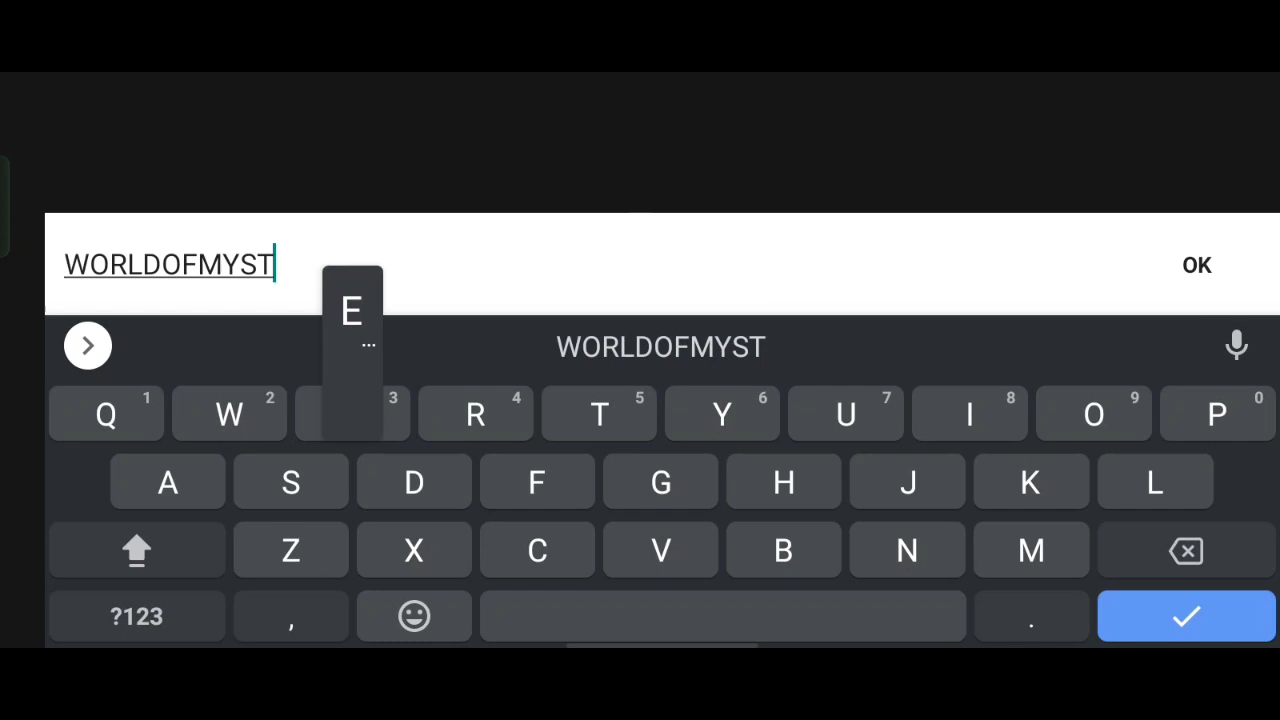 WORLDOFMYST
OK
E
...
WORLDOFMYST
Q 1 W 2 3 R 4 T 5 Y 6 U 7 I 8 O 9 P 0
A S D F G H J K L
Z X C V B N M
?123 , .